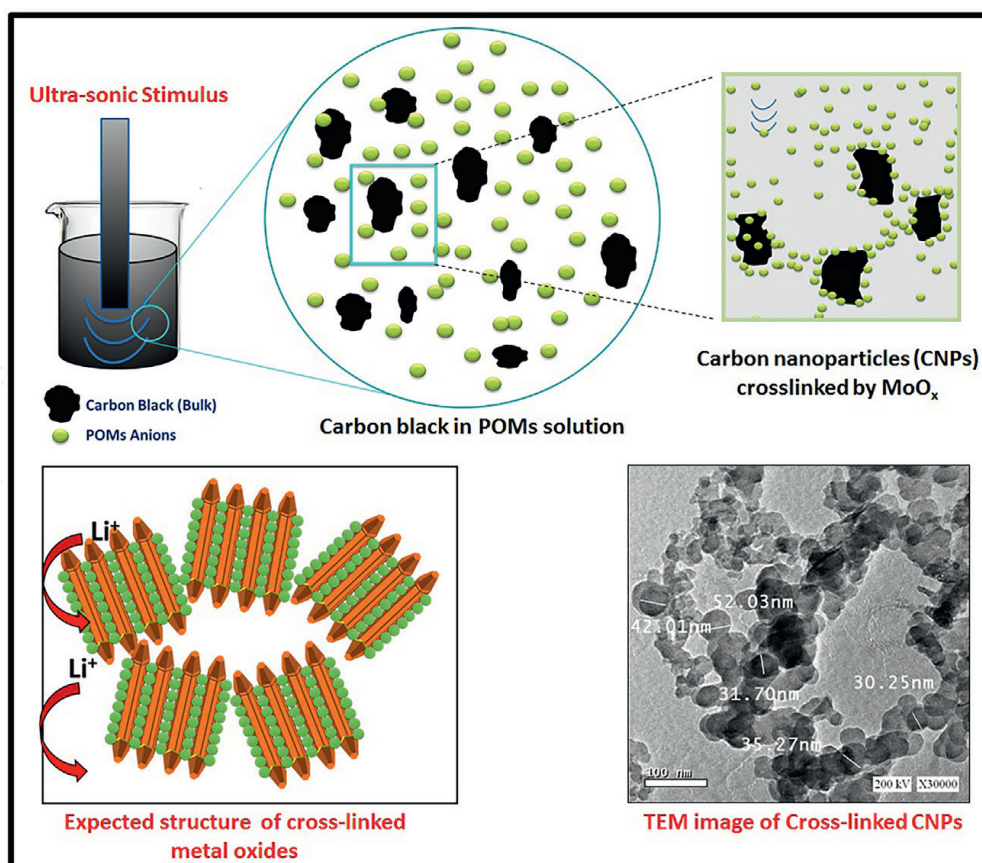 Ultra-sonic Stimulus
Carbon Black (Bulk)
POMs Anions
Carbon black in POMs solution
Carbon nanoparticles (CNPs)
crosslinked by MoOₓ
Li⁺
Li⁺
Expected structure of cross-linked
metal oxides
52.03nm
42.01nm
31.70nm
30.25nm
35.27nm
100 nm
200 kV X30000
TEM image of Cross-linked CNPs